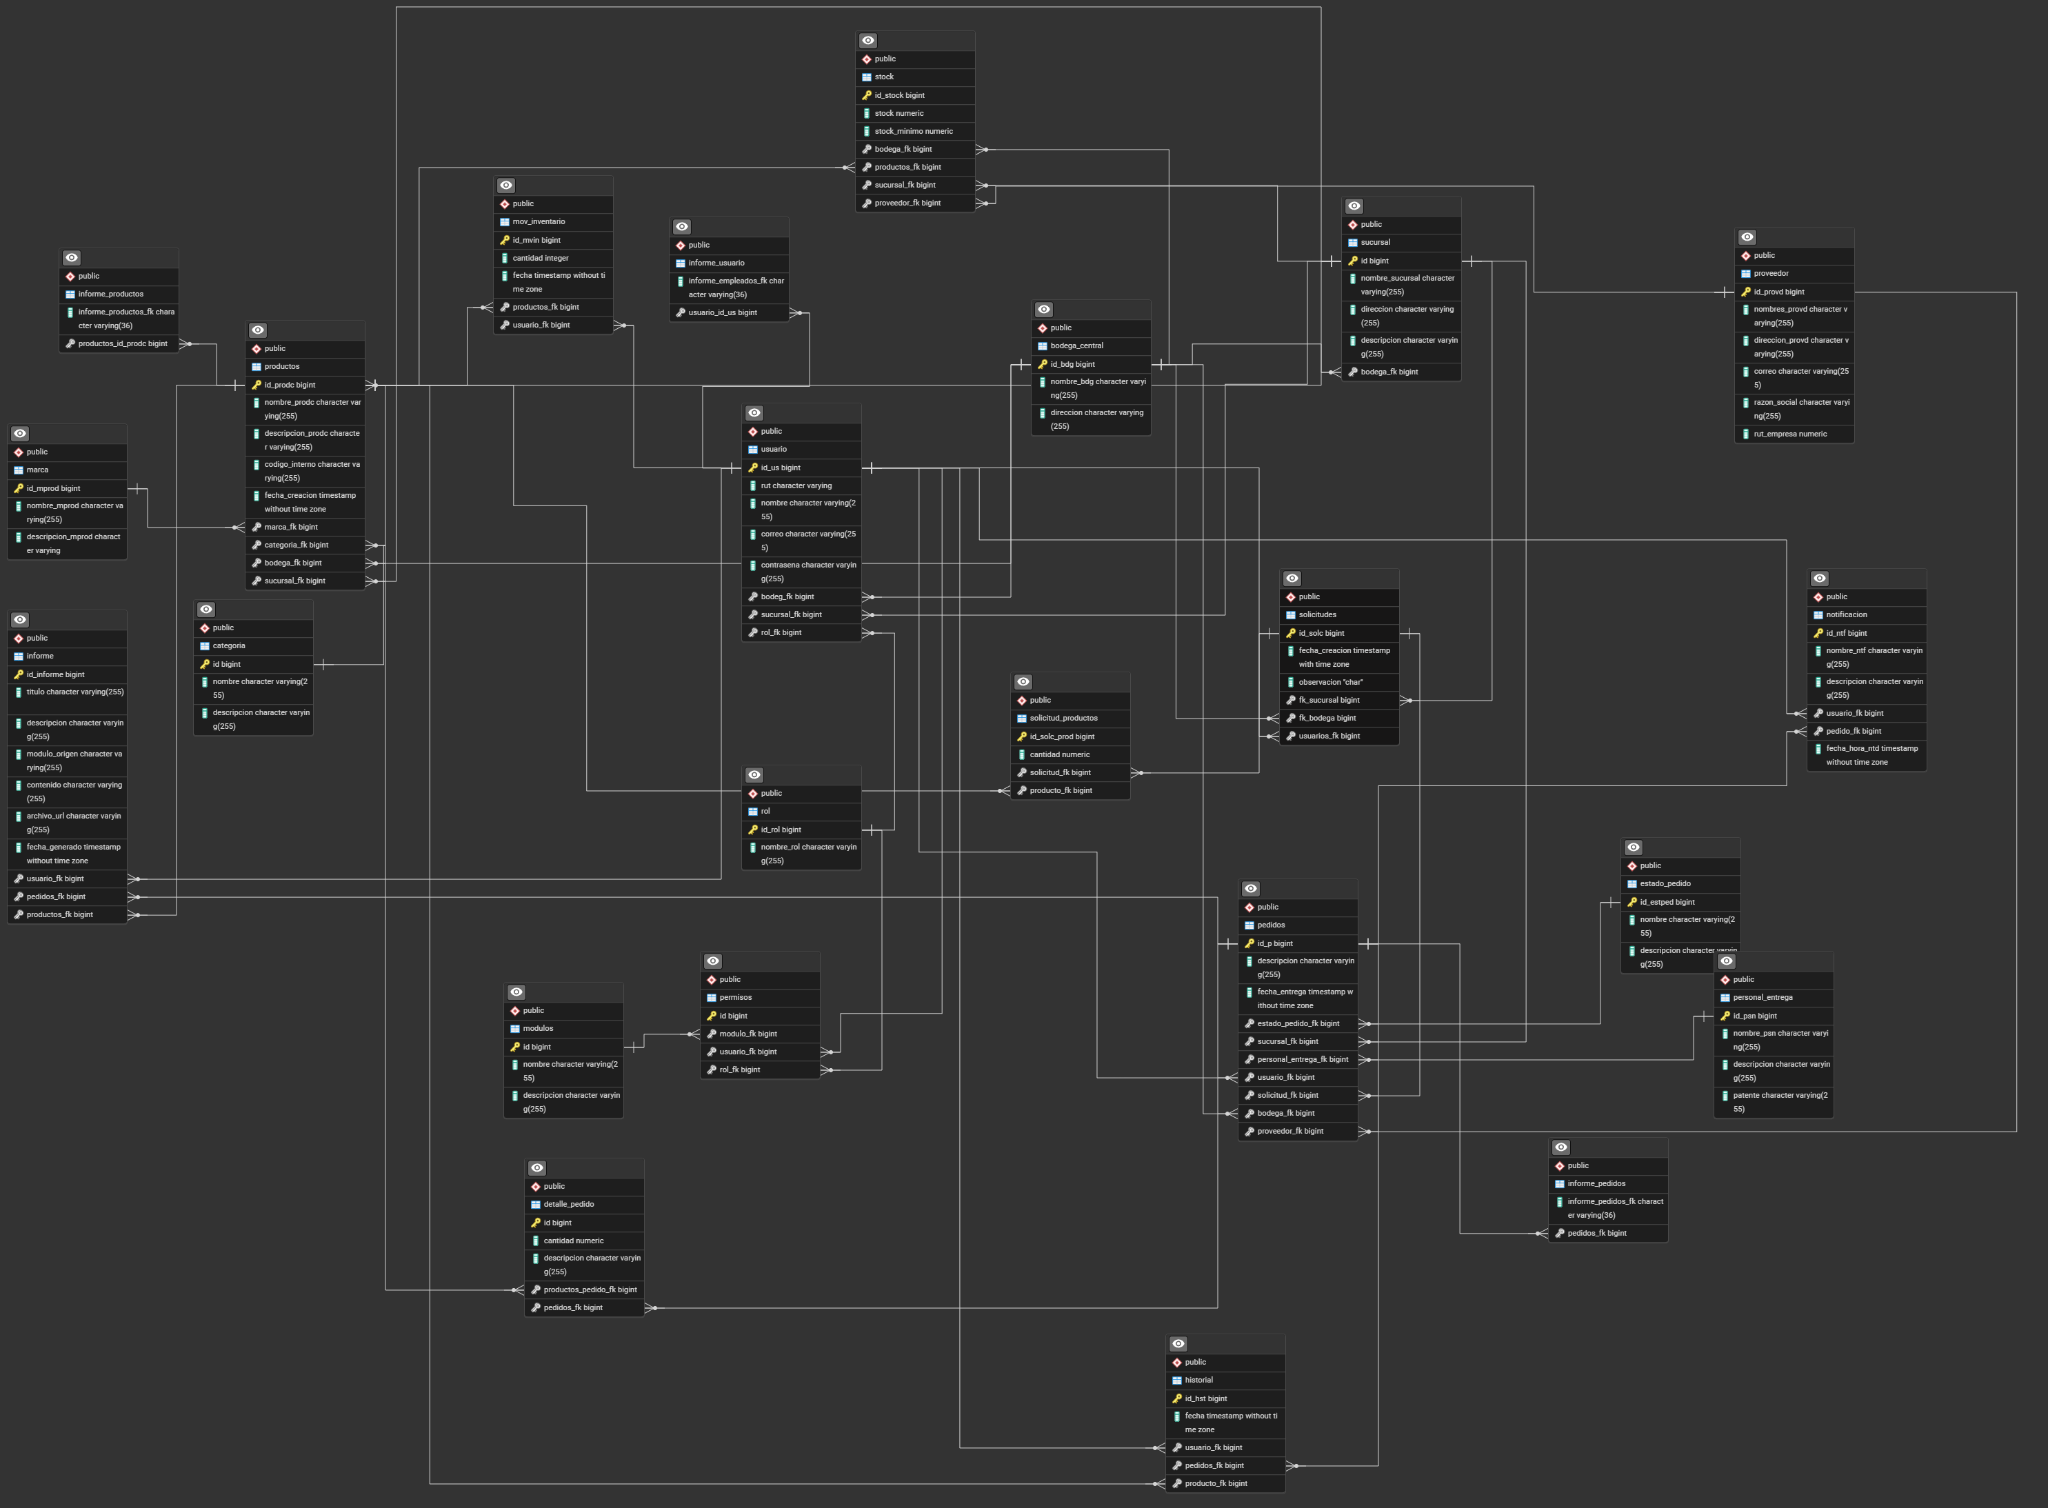 public
stock
id_stock bigint
stock numeric
stock_minimo numeric
bodega_fk bigint
productos_fk bigint
sucursal_fk bigint
proveedor_fk bigint
public
mov_inventario
id_mvin bigint
cantidad integer
fecha timestamp without ti
me zone
productos_fk bigint
usuario_fk bigint
public
informe_usuario
informe_empleados_fk char
acter varying(36)
usuario_id_us bigint
public
sucursal
id bigint
nombre_sucursal character
varying(255)
direccion character varying
(255)
descripcion character varyin
g(255)
bodega_fk bigint
public
proveedor
id_provd bigint
nombres_provd character v
arying(255)
direccion_provd character v
arying(255)
correo character varying(25
5)
razon_social character varyi
ng(255)
rut_empresa numeric
public
informe_productos
informe_productos_fk chara
cter varying(36)
productos_id_prodc bigint
public
productos
id_prodc bigint
nombre_prodc character var
ying(255)
descripcion_prodc characte
r varying(255)
codigo_interno character va
rying(255)
fecha_creacion timestamp
without time zone
marca_fk bigint
categoria_fk bigint
bodega_fk bigint
sucursal_fk bigint
public
bodega_central
id_bdg bigint
nombre_bdg character varyi
ng(255)
direccion character varying
(255)
public
marca
id_mprod bigint
nombre_mprod character va
rying(255)
descripcion_mprod charact
er varying
public
usuario
id_us bigint
rut character varying
nombre character varying(2
55)
correo character varying(25
5)
contrasena character varyin
g(255)
bodeg_fk bigint
sucursal_fk bigint
rol_fk bigint
public
solicitudes
id_solc bigint
fecha_creacion timestamp
with time zone
observacion "char"
fk_sucursal bigint
fk_bodega bigint
usuarios_fk bigint
public
notificacion
id_ntf bigint
nombre_ntf character varyin
g(255)
descripcion character varyin
g(255)
usuario_fk bigint
pedido_fk bigint
fecha_hora_ntd timestamp
without time zone
public
informe
id_informe bigint
titulo character varying(255)
descripcion character varyin
g(255)
modulo_origen character va
rying(255)
contenido character varying
(255)
archivo_url character varyin
g(255)
fecha_generado timestamp
without time zone
usuario_fk bigint
pedidos_fk bigint
productos_fk bigint
public
categoria
id bigint
nombre character varying(2
55)
descripcion character varyin
g(255)
public
solicitud_productos
id_solc_prod bigint
cantidad numeric
solicitud_fk bigint
producto_fk bigint
public
rol
id_rol bigint
nombre_rol character varyin
g(255)
public
estado_pedido
id_estped bigint
nombre character varying(2
55)
descripcion character varyin
g(255)
public
pedidos
id_p bigint
descripcion character varyin
g(255)
fecha_entrega timestamp w
ithout time zone
estado_pedido_fk bigint
sucursal_fk bigint
personal_entrega_fk bigint
usuario_fk bigint
solicitud_fk bigint
bodega_fk bigint
proveedor_fk bigint
public
personal_entrega
id_psn bigint
nombre_psn character varyi
ng(255)
descripcion character varyin
g(255)
patente character varying(2
55)
public
permisos
id bigint
modulo_fk bigint
usuario_fk bigint
rol_fk bigint
public
modulos
id bigint
nombre character varying(2
55)
descripcion character varyin
g(255)
public
informe_pedidos
informe_pedidos_fk charact
er varying(36)
pedidos_fk bigint
public
detalle_pedido
id bigint
cantidad numeric
descripcion character varyin
g(255)
productos_pedido_fk bigint
pedidos_fk bigint
public
historial
id_hst bigint
fecha timestamp without ti
me zone
usuario_fk bigint
pedidos_fk bigint
producto_fk bigint